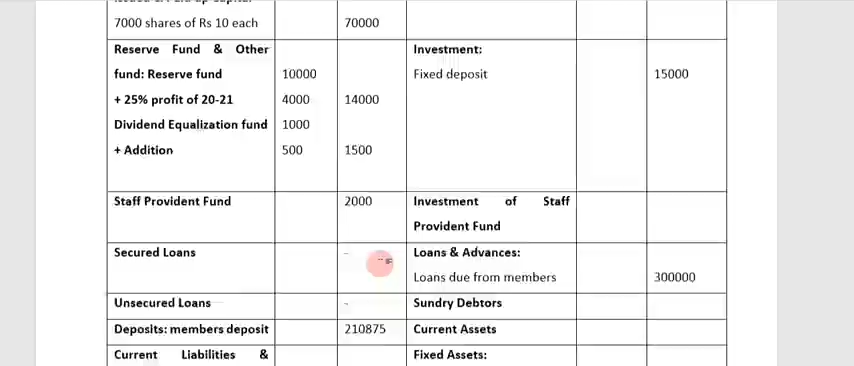 7000 shares of Rs 10 each 70000
Reserve Fund & Other Investment:
fund: Reserve fund 10000 Fixed deposit 15000
+ 25% profit of 20-21 4000 14000
Dividend Equalization fund 1000
+ Addition 500 1500
Staff Provident Fund 2000 Investment of Staff
Provident Fund
Secured Loans - Loans & Advances:
Loans due from members 300000
Unsecured Loans - Sundry Debtors
Deposits: members deposit 210875 Current Assets
Current Liabilities & Fixed Assets: